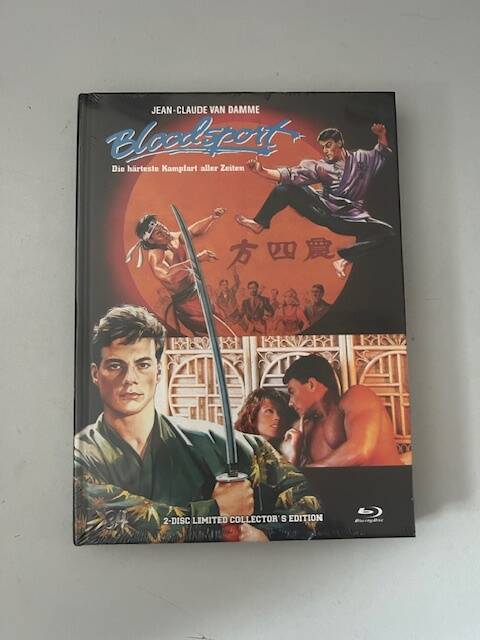 JEAN-CLAUDE VAN DAMME
Bloodsport
Die härteste Kampfart aller Zeiten
方四震
2-DISC LIMITED COLLECTOR'S EDITION
Blu-ray Disc